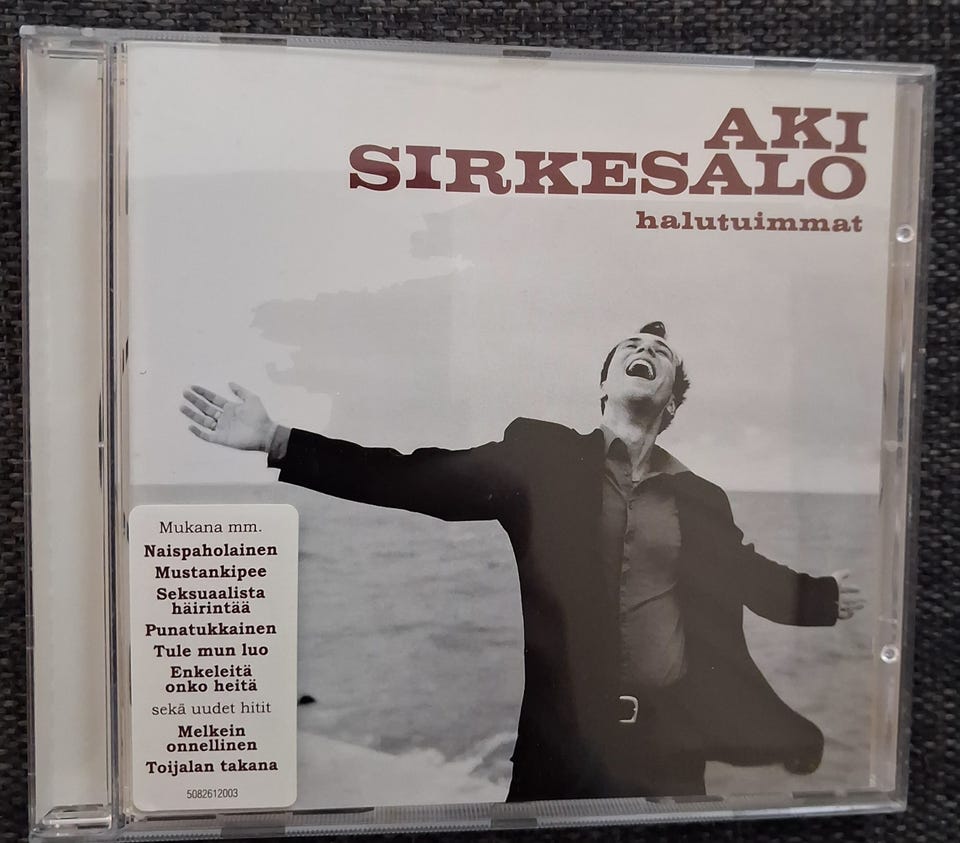 AKI
SIRKESALO
halutuimmat
Mukana mm.
Naispaholainen
Mustankipee
Seksuaalista
häirintää
Punatukkainen
Tule mun luo
Enkeleitä
onko heitä
sekä uudet hitit
Melkein
onnellinen
Toijalan takana
5082612003